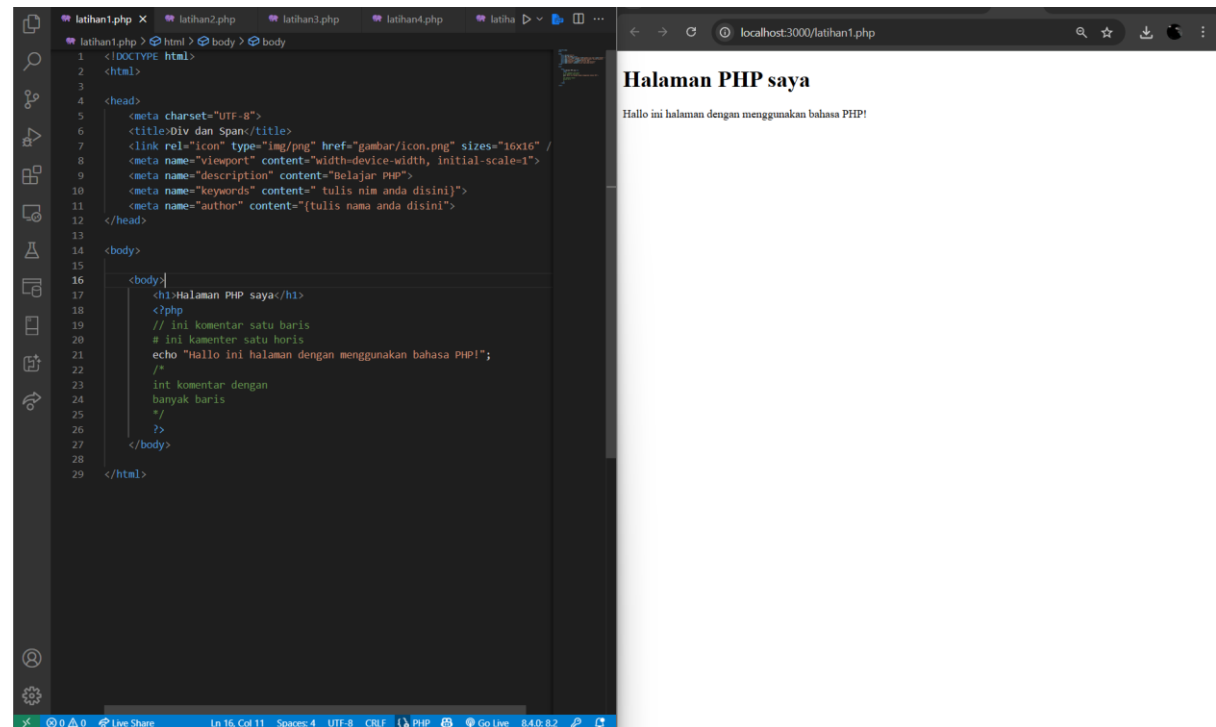 latihan1.php latihan2.php latihan3.php latihan4.php latiha
latihan1.php > html > body > body
1 <!DOCTYPE html>
2 <html>
3
4 <head>
5 <meta charset="UTF-8">
6 <title>Div dan Span</title>
7 <link rel="icon" type="img/png" href="gambar/icon.png" sizes="16x16" /
8 <meta name="viewport" content="width=device-width, initial-scale=1">
9 <meta name="description" content="Belajar PHP">
10 <meta name="keywords" content=" tulis nim anda disini}">
11 <meta name="author" content="{tulis nama anda disini">
12 </head>
13
14 <body>
15
16 <body>
17 <h1>Halaman PHP saya</h1>
18 <?php
19 // ini komentar satu baris
20 # ini kamenter satu horis
21 echo "Hallo ini halaman dengan menggunakan bahasa PHP!";
22 /*
23 int komentar dengan
24 banyak baris
25 */
26 ?>
27 </body>
28
29 </html>
0 0 Live Share Ln 16, Col 11 Spaces: 4 UTF-8 CRLF PHP Go Live 8.4.0: 8.2
localhost:3000/latihan1.php
Halaman PHP saya
Hallo ini halaman dengan menggunakan bahasa PHP!